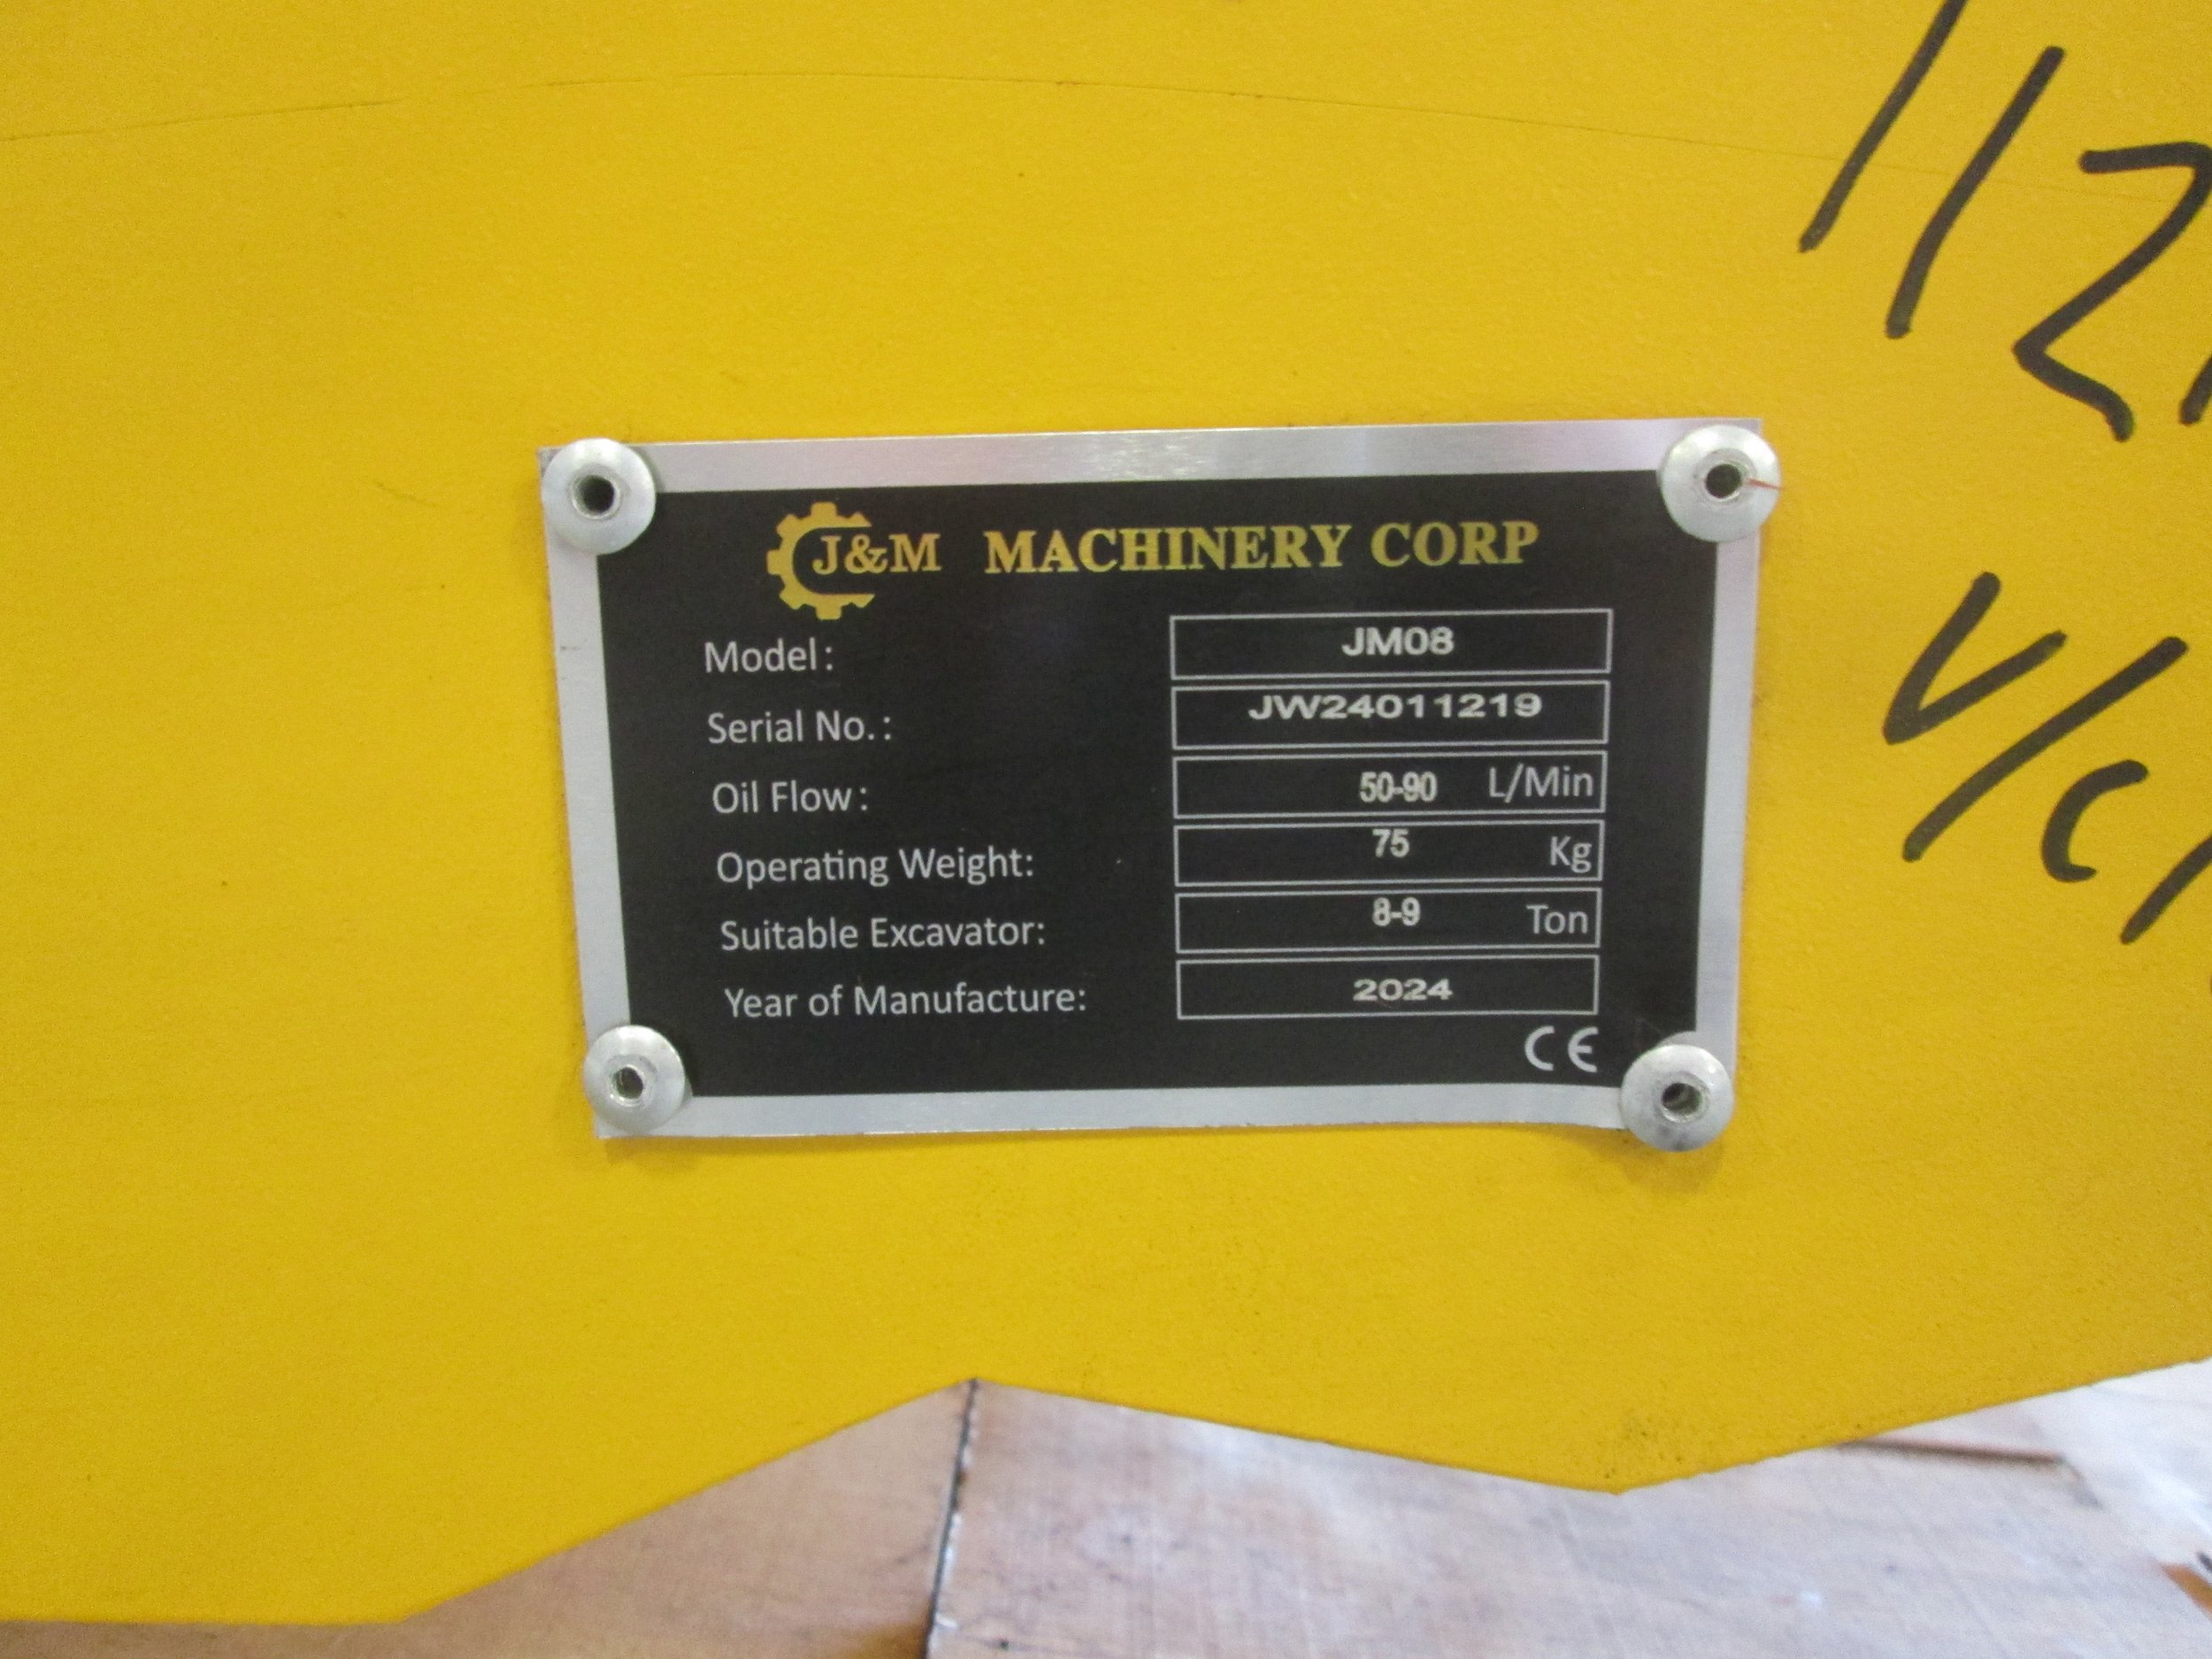 J&M MACHINERY CORP
Model: JM08
Serial No.: JW24011219
Oil Flow: 50-90 L/Min
Operating Weight: 75 Kg
Suitable Excavator: 8-9 Ton
Year of Manufacture: 2024
CE
112